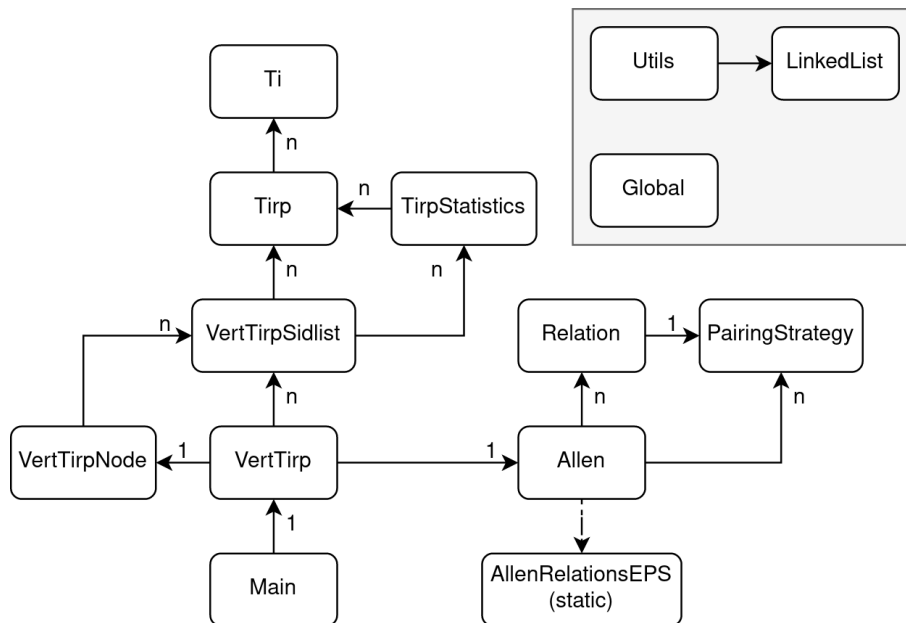 Ti
Utils
LinkedList
n
Tirp
n
TirpStatistics
Global
n
n
n
VertTirpSidlist
Relation
1
PairingStrategy
n
n
n
VertTirpNode
1
VertTirp
1
Allen
1
Main
AllenRelationsEPS
(static)